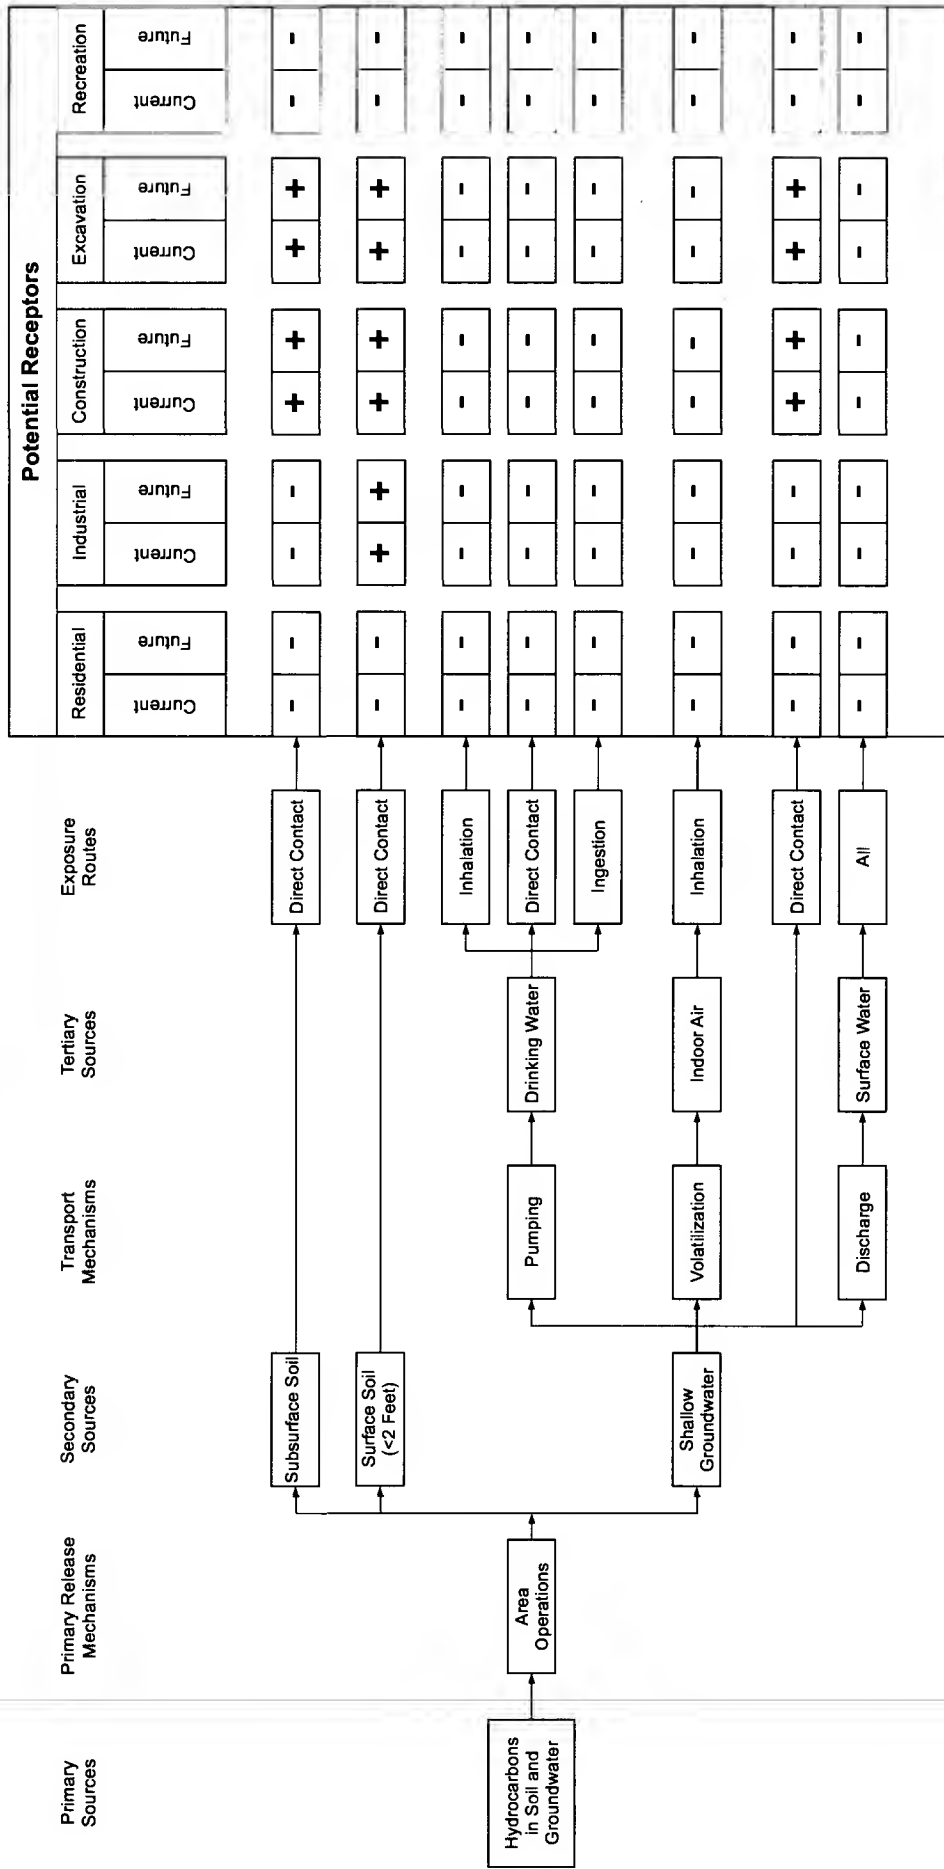 Primary
Sources
Primary Release
Mechanisms
Secondary
Sources
Transport
Mechanisms
Tertiary
Sources
Exposure
Routes
Potential Receptors
Residential
Industrial
Construction
Excavation
Recreation
Current
Future
Current
Future
Current
Future
Current
Future
Current
Future
Hydrocarbons
in Soil and
Groundwater
Area
Operations
Subsurface Soil
Direct Contact
- - - - + + + + - -
Surface Soil
(<2 Feet)
Direct Contact
- - + + + + + + - -
Inhalation
- - - - - - - - - -
Pumping
Drinking Water
Direct Contact
- - - - - - - - - -
Ingestion
- - - - - - - - - -
Shallow
Groundwater
Volatilization
Indoor Air
Inhalation
- - - - - - - - - -
Direct Contact
- - - - + + + + - -
Discharge
Surface Water
All
- - - - - - - - - -